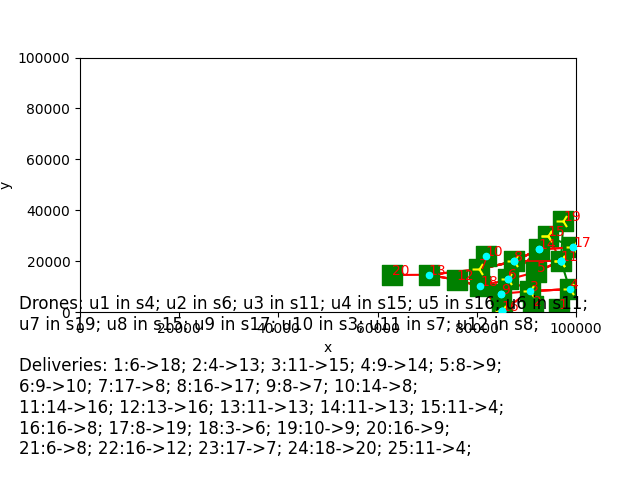 100000
80000
60000
40000
20000
0
y
19
17
10
20
3
Drones: u1 in s4; u2 in s6; u3 in s11; u4 in s15; u5 in s16; u6 in s11;
u7 in s19; u8 in s15; u9 in s17; u10 in s3; u11 in s7; u12 in s8;
0 20000 40000 60000 80000 100000
x
Deliveries: 1:6->18; 2:4->13; 3:11->15; 4:9->14; 5:8->9;
6:9->10; 7:17->8; 8:16->17; 9:8->7; 10:14->8;
11:14->16; 12:13->16; 13:11->13; 14:11->13; 15:11->4;
16:16->8; 17:8->19; 18:3->6; 19:10->9; 20:16->9;
21:6->8; 22:16->12; 23:17->7; 24:18->20; 25:11->4;